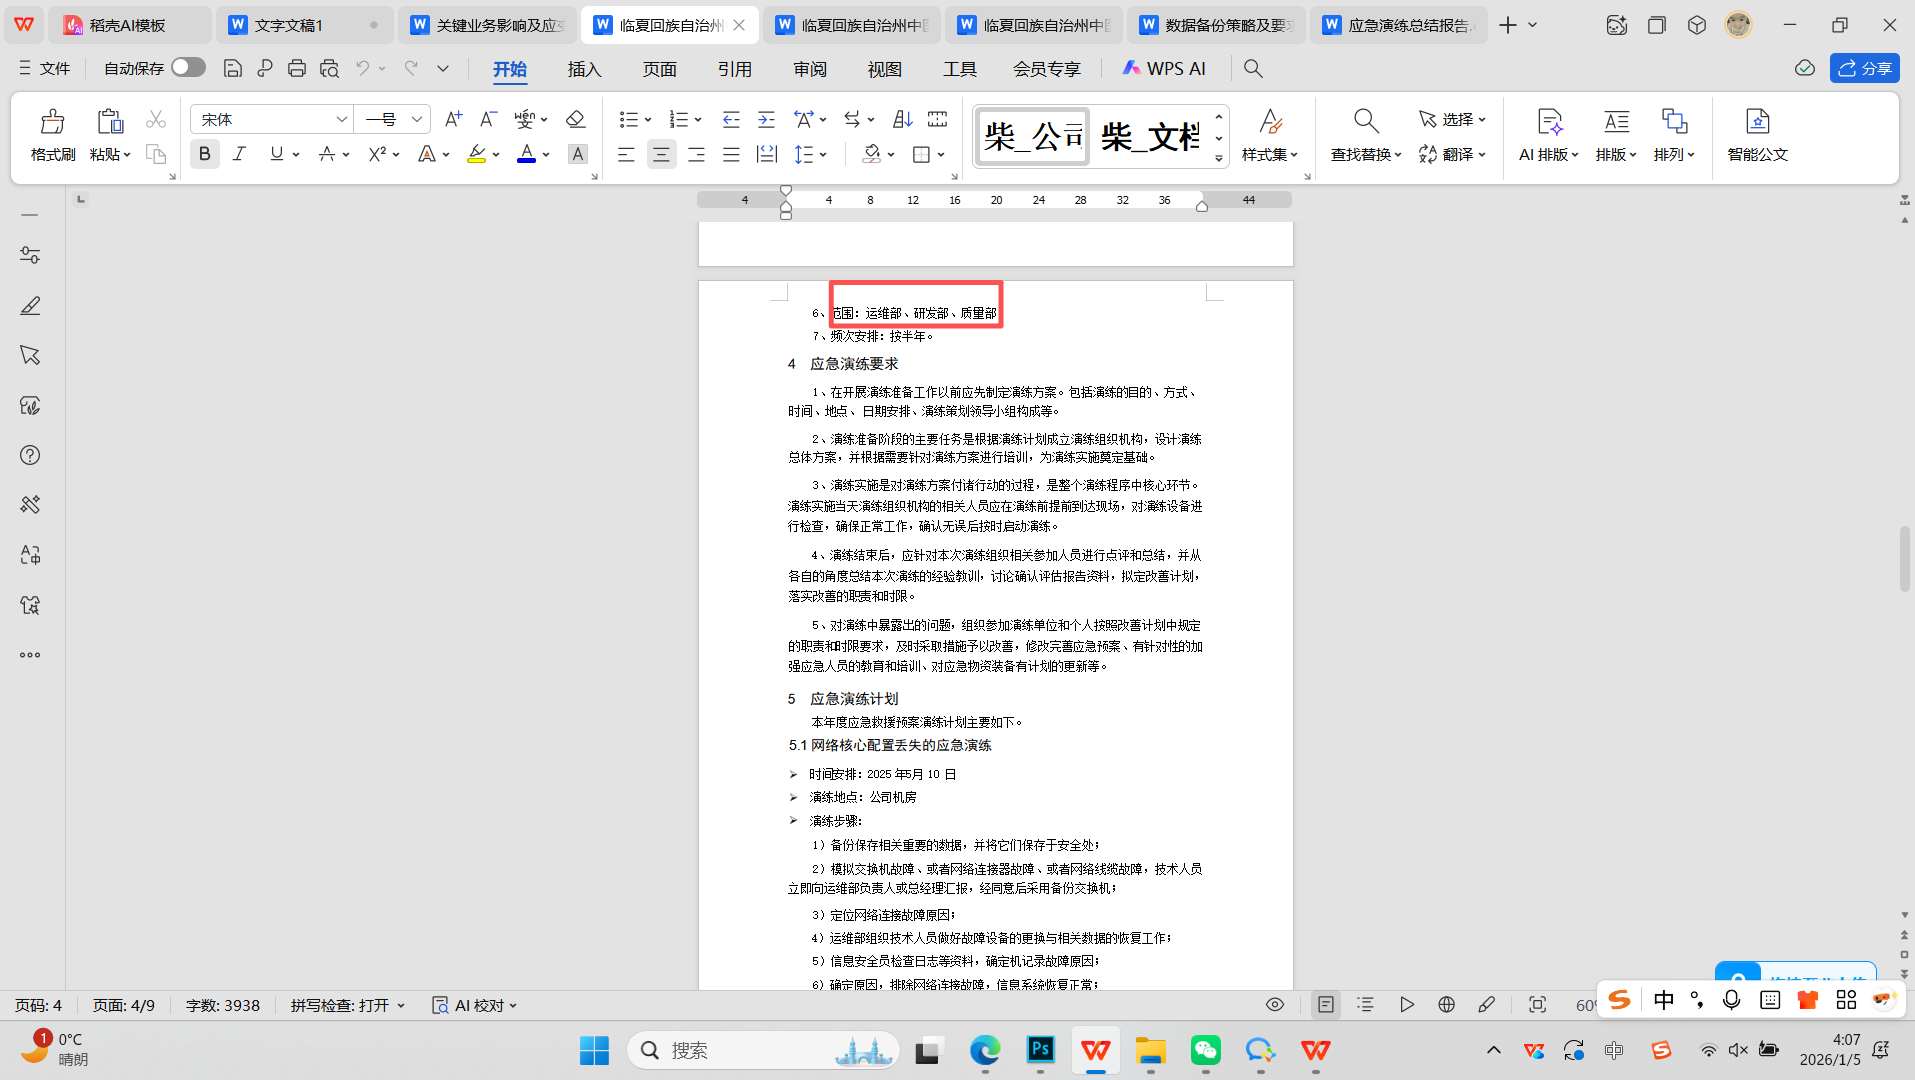 稻壳AI模板
文字文稿1
关键业务影响及应变
临夏回族自治州
临夏回族自治州中医
临夏回族自治州中医
数据备份策略及要求
应急演练总结报告.
文件
自动保存
开始
插入
页面
引用
审阅
视图
工具
会员专享
WPS AI
分享
格式刷
粘贴
宋体
一号
柴_公司
柴_文档
样式集
查找替换
选择
翻译
AI 排版
排版
排列
智能公文
4 4 8 12 16 20 24 28 32 36 44
6、范围：运维部、研发部、质量部
7、频次安排：按半年。
4 应急演练要求
1、在开展演练准备工作以前应先制定演练方案。包括演练的目的、方式、
时间、地点、日期安排、演练策划领导小组构成等。
2、演练准备阶段的主要任务是根据演练计划成立演练组织机构，设计演练
总体方案，并根据需要针对演练方案进行培训，为演练实施奠定基础。
3、演练实施是对演练方案付诸行动的过程，是整个演练程序中核心环节。
演练实施当天演练组织机构的相关人员应在演练前提前到达现场，对演练设备进
行检查，确保正常工作，确认无误后按时启动演练。
4、演练结束后，应针对本次演练组织相关参加人员进行点评和总结，并从
各自的角度总结本次演练的经验教训，讨论确认评估报告资料，拟定改善计划，
落实改善的职责和时限。
5、对演练中暴露出的问题，组织参加演练单位和个人按照改善计划中规定
的职责和时限要求，及时采取措施予以改善，修改完善应急预案、有针对性的加
强应急人员的教育和培训、对应急物资装备有计划的更新等。
5 应急演练计划
本年度应急救援预案演练计划主要如下。
5.1 网络核心配置丢失的应急演练
➢ 时间安排：2025 年5月 10 日
➢ 演练地点：公司机房
➢ 演练步骤：
1）备份保存相关重要的数据，并将它们保存于安全处；
2）模拟交换机故障、或者网络连接器故障、或者网络线缆故障，技术人员
立即向运维部负责人或总经理汇报，经同意后采用备份交换机；
3）定位网络连接故障原因；
4）运维部组织技术人员做好故障设备的更换与相关数据的恢复工作；
5）信息安全员检查日志等资料，确定机记录故障原因；
6）确定原因，排除网络连接故障，信息系统恢复正常；
页码: 4
页面: 4/9
字数: 3938
拼写检查: 打开
AI 校对
60%
中
1
0°C
晴朗
搜索
Ps
中
4:07
2026/1/5